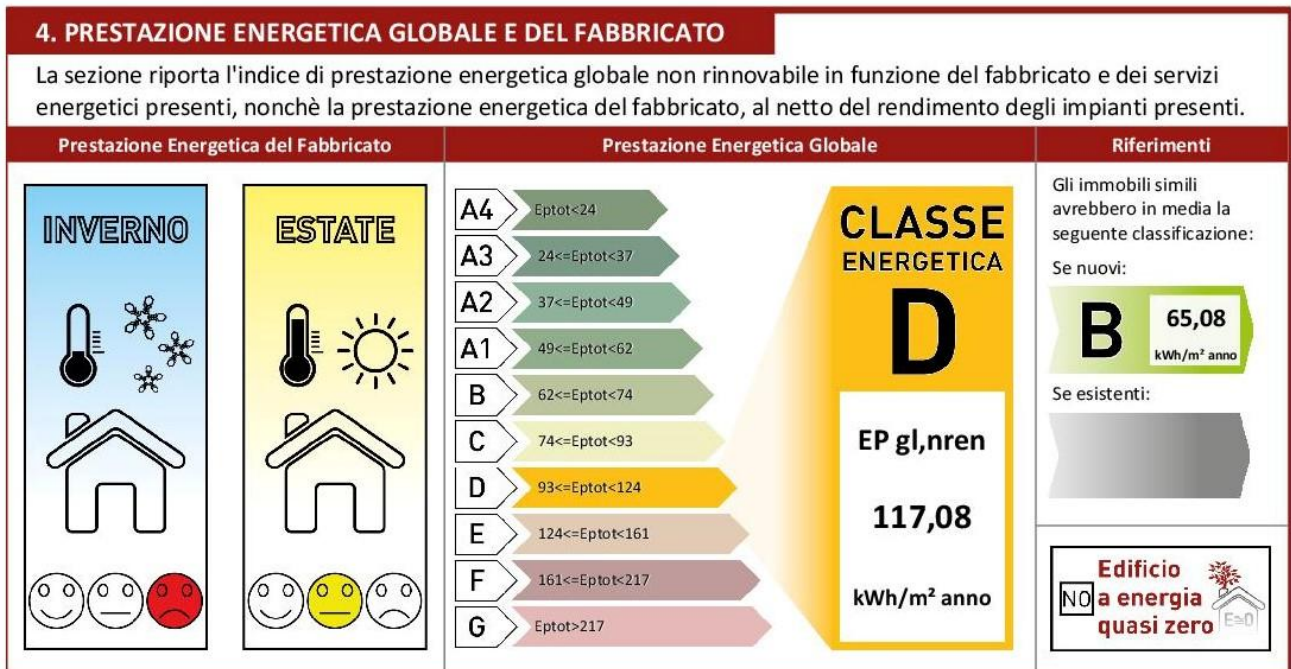 4. PRESTAZIONE ENERGETICA GLOBALE E DEL FABBRICATO
La sezione riporta l'indice di prestazione energetica globale non rinnovabile in funzione del fabbricato e dei servizi
energetici presenti, nonchè la prestazione energetica del fabbricato, al netto del rendimento degli impianti presenti.
Prestazione Energetica del Fabbricato
INVERNO
ESTATE
Prestazione Energetica Globale
A4 Eptot<24
A3 24<=Eptot<37
A2 37<=Eptot<49
A1 49<=Eptot<62
B 62<=Eptot<74
C 74<=Eptot<93
D 93<=Eptot<124
E 124<=Eptot<161
F 161<=Eptot<217
G Eptot>217
CLASSE
ENERGETICA
D
EP gl,nren
117,08
kWh/m² anno
Riferimenti
Gli immobili simili
avrebbero in media la
seguente classificazione:
Se nuovi:
B 65,08
kWh/m² anno
Se esistenti:
Edificio
NO a energia
quasi zero E≅0